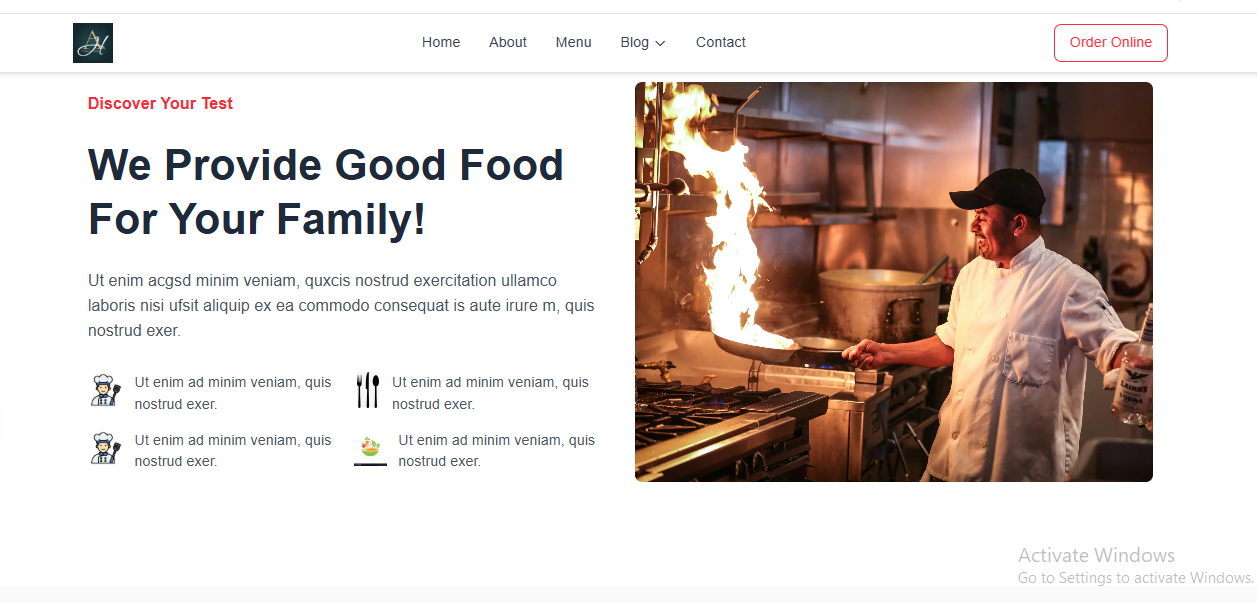 AH
Home About Menu Blog Contact Order Online
Discover Your Test
We Provide Good Food
For Your Family!
Ut enim acgsd minim veniam, quxcis nostrud exercitation ullamco
laboris nisi ufsit aliquip ex ea commodo consequat is aute irure m, quis
nostrud exer.
Ut enim ad minim veniam, quis
nostrud exer.
Ut enim ad minim veniam, quis
nostrud exer.
Ut enim ad minim veniam, quis
nostrud exer.
Ut enim ad minim veniam, quis
nostrud exer.
Activate Windows
Go to Settings to activate Windows.